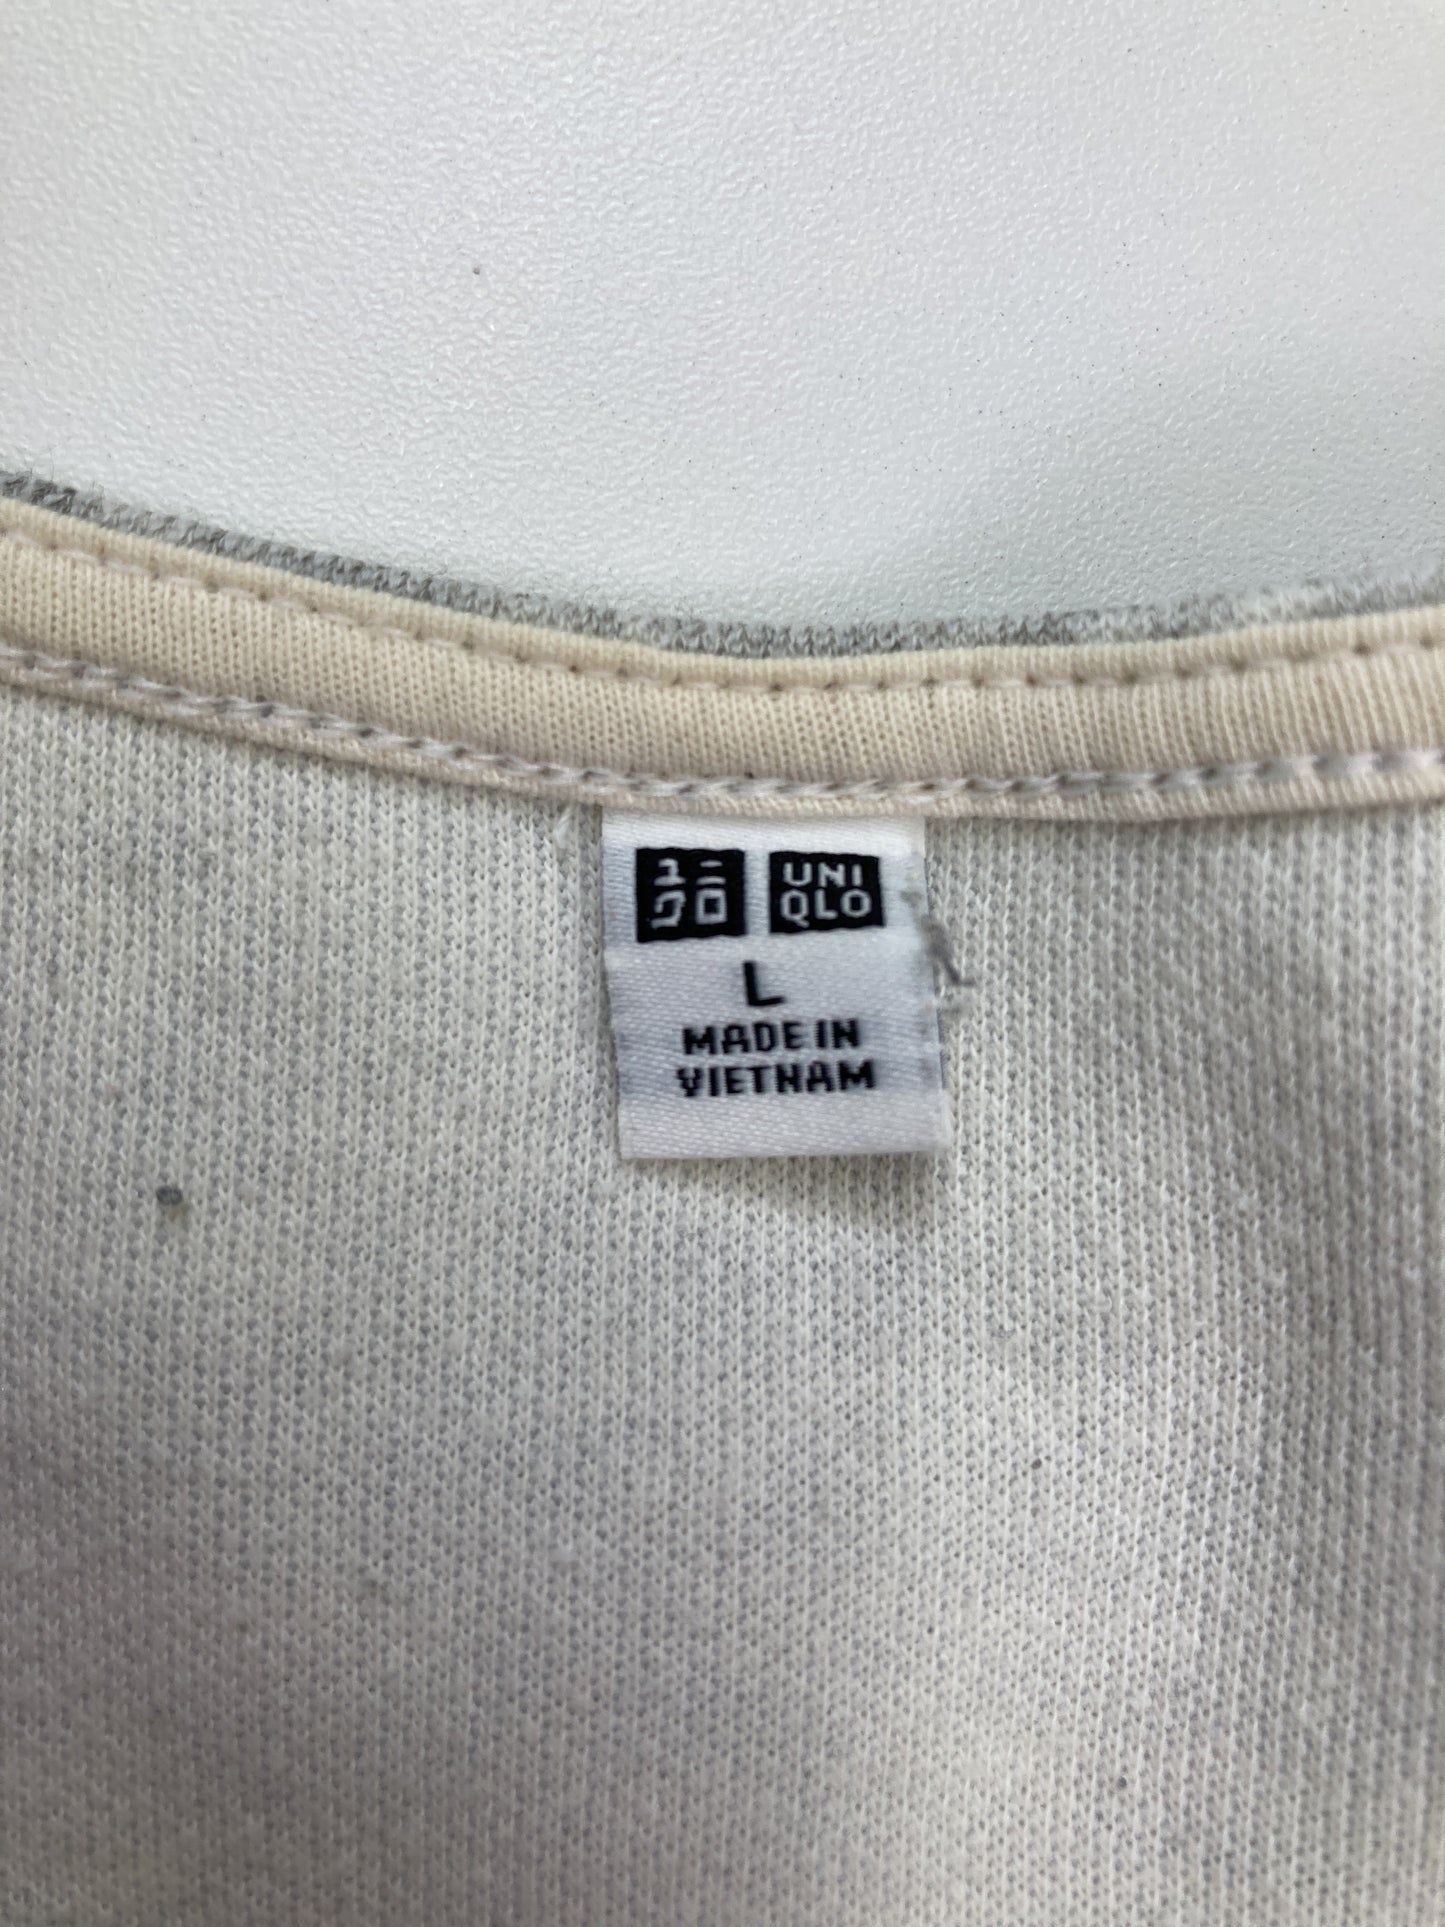 ユニ UNI
クロ QLO
L
MADE IN
VIETNAM